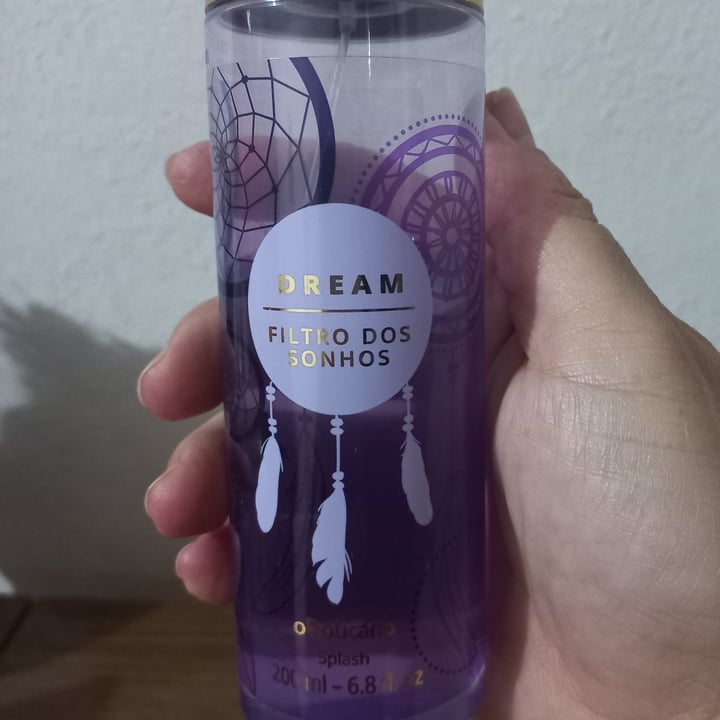 DREAM
FILTRO DOS
SONHOS
oBoticário
Splash
200 ml – 6.8 fl. oz